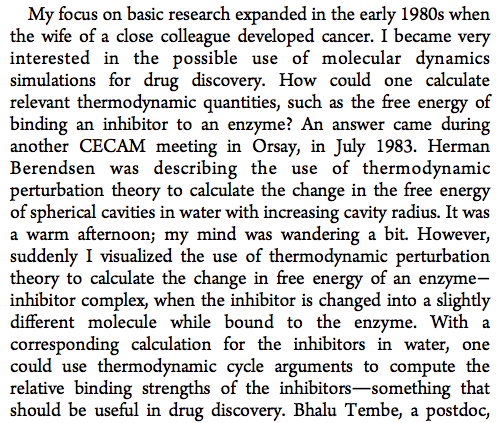 My focus on basic research expanded in the early 1980s when
the wife of a close colleague developed cancer. I became very
interested in the possible use of molecular dynamics
simulations for drug discovery. How could one calculate
relevant thermodynamic quantities, such as the free energy of
binding an inhibitor to an enzyme? An answer came during
another CECAM meeting in Orsay, in July 1983. Herman
Berendsen was describing the use of thermodynamic
perturbation theory to calculate the change in the free energy
of spherical cavities in water with increasing cavity radius. It was
a warm afternoon; my mind was wandering a bit. However,
suddenly I visualized the use of thermodynamic perturbation
theory to calculate the change in free energy of an enzyme−
inhibitor complex, when the inhibitor is changed into a slightly
different molecule while bound to the enzyme. With a
corresponding calculation for the inhibitors in water, one
could use thermodynamic cycle arguments to compute the
relative binding strengths of the inhibitors—something that
should be useful in drug discovery. Bhalu Tembe, a postdoc,